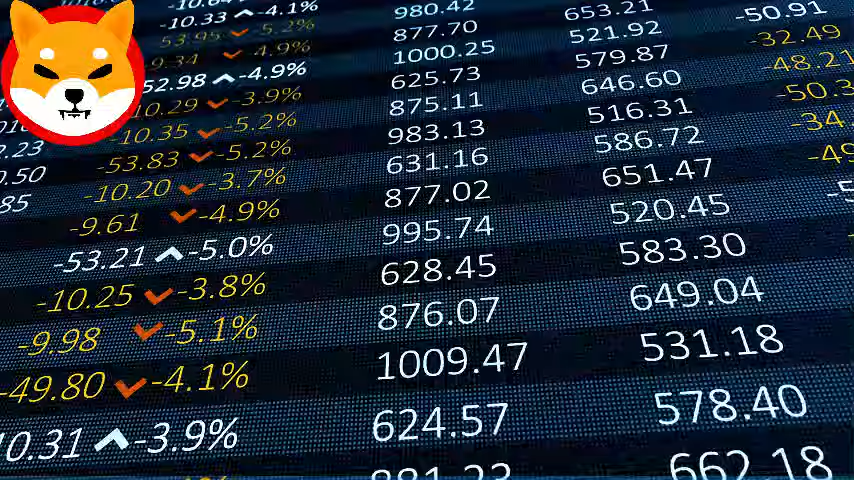 -10.33 -4.1% 980.42 653.21 -50.91
53.95 -5.2% 877.70 521.92 -32.49
9.34 -4.9% 1000.25 579.87 -48.21
52.98 -4.9% 625.73 646.60
10.29 -3.9% 875.11 516.31
-10.35 -5.2% 983.13 586.72
-53.83 -5.2% 631.16 651.47
-10.20 -3.7% 877.02 520.45
-9.61 -4.9% 995.74 583.30
-53.21 -5.0% 628.45 649.04
-10.25 -3.8% 876.07 531.18
-9.98 -5.1% 1009.47 578.40
-49.80 -4.1% 624.57 662.18
0.31 -3.9%